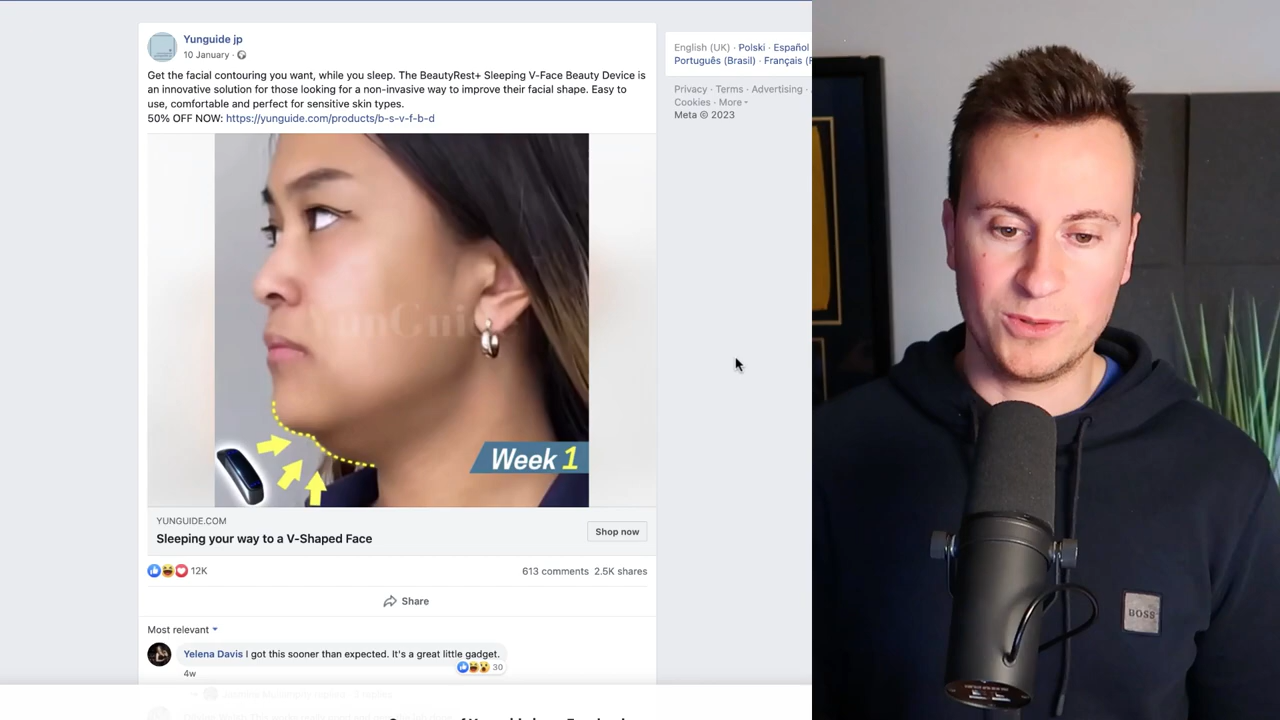 Yunguide jp
10 January ·
Get the facial contouring you want, while you sleep. The BeautyRest+ Sleeping V-Face Beauty Device is
an innovative solution for those looking for a non-invasive way to improve their facial shape. Easy to
use, comfortable and perfect for sensitive skin types.
50% OFF NOW: https://yunguide.com/products/b-s-v-f-b-d
Week 1
YUNGUIDE.COM
Sleeping your way to a V-Shaped Face
Shop now
12K
613 comments 2.5K shares
Share
Most relevant
Yelena Davis I got this sooner than expected. It's a great little gadget.
30
4w
English (UK) · Polski · Español
Português (Brasil) · Français
Privacy · Terms · Advertising ·
Cookies · More
Meta © 2023
BOSS